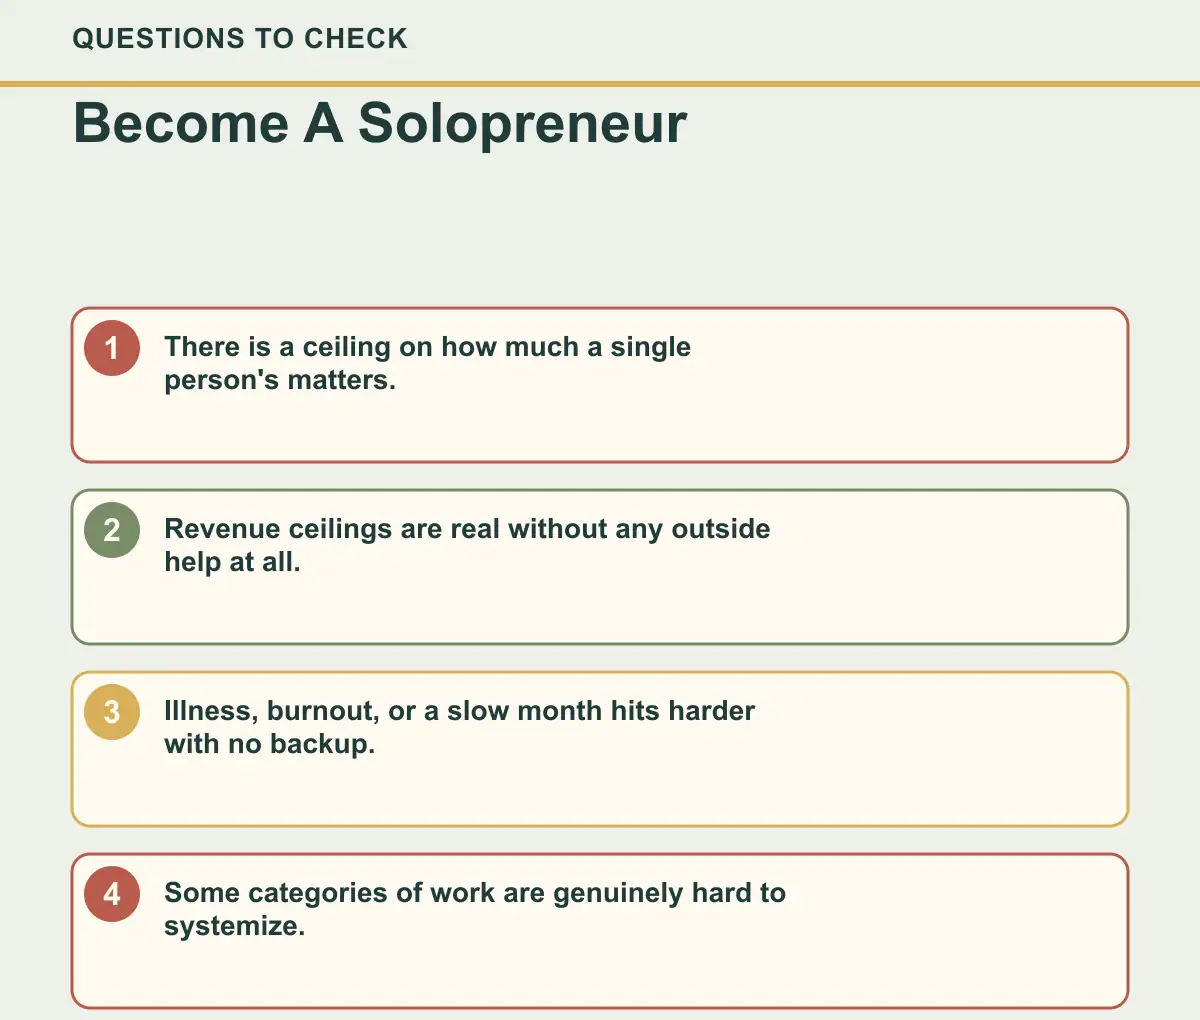 QUESTIONS TO CHECK
Become A Solopreneur
1
There is a ceiling on how much a single
person's matters.
2
Revenue ceilings are real without any outside
help at all.
3
Illness, burnout, or a slow month hits harder
with no backup.
4
Some categories of work are genuinely hard to
systemize.